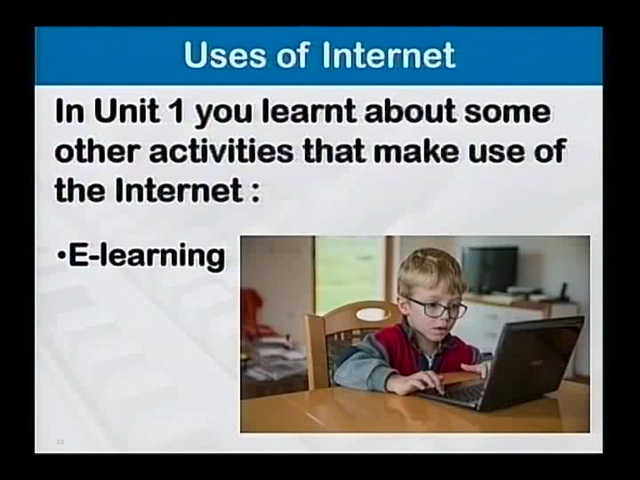 Uses of Internet
In Unit 1 you learnt about some
other activities that make use of
the Internet :
•E-learning